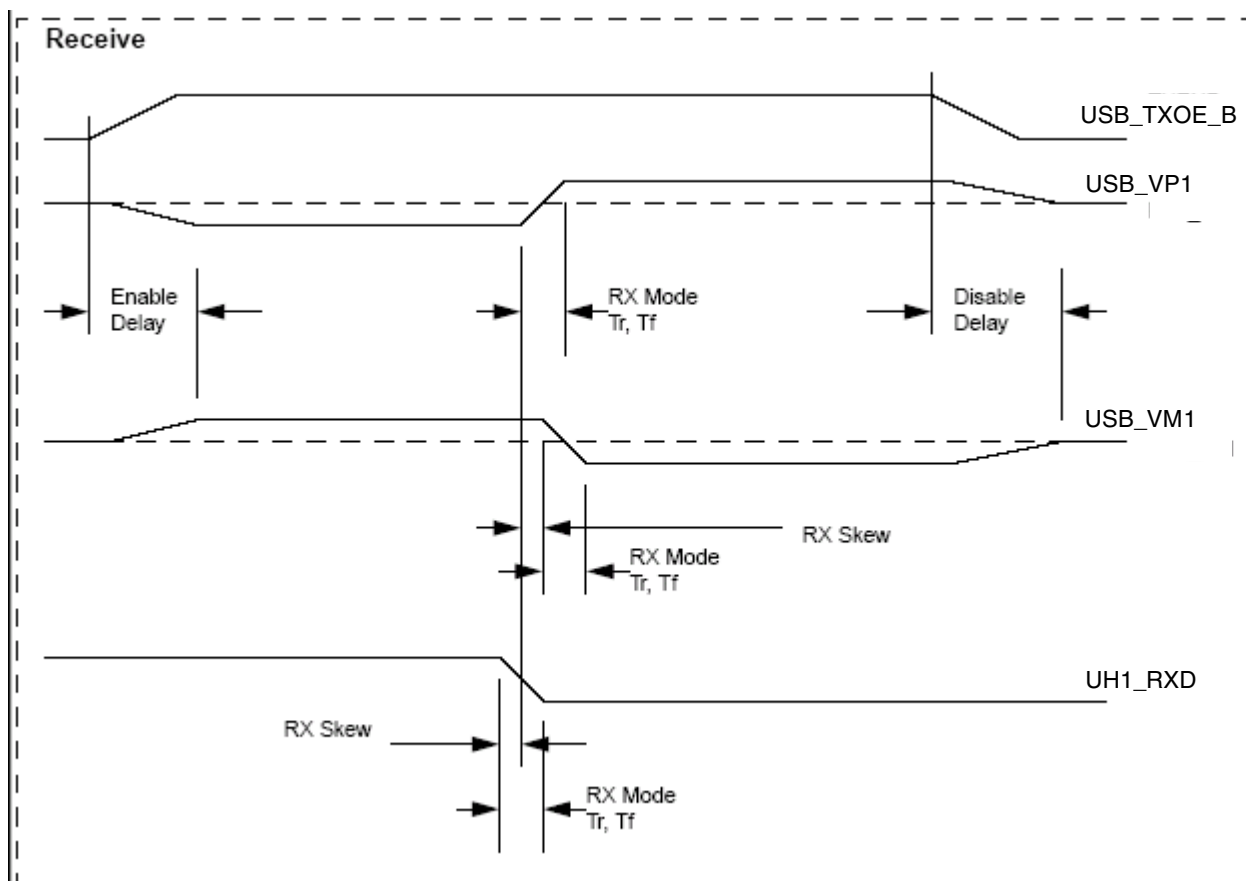 Receive
USB_TXOE_B
USB_VP1
Enable
Delay
RX Mode
Tr, Tf
Disable
Delay
USB_VM1
RX Skew
RX Mode
Tr, Tf
UH1_RXD
RX Skew
RX Mode
Tr, Tf